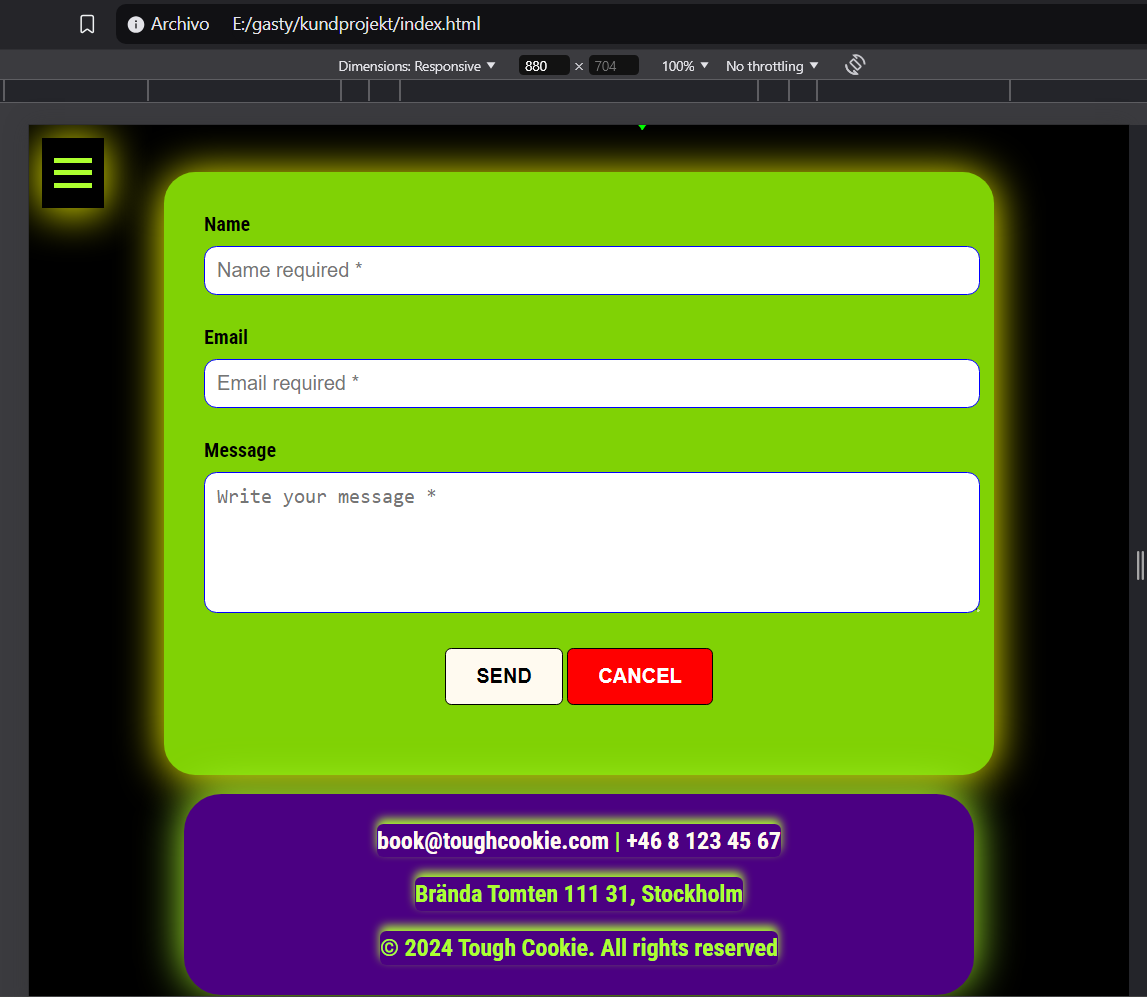 Archivo E:/gasty/kundprojekt/index.html
Dimensions: Responsive 880 × 704 100% No throttling
Name
Name required *
Email
Email required *
Message
Write your message *
SEND CANCEL
book@toughcookie.com | +46 8 123 45 67
Brända Tomten 111 31, Stockholm
© 2024 Tough Cookie. All rights reserved